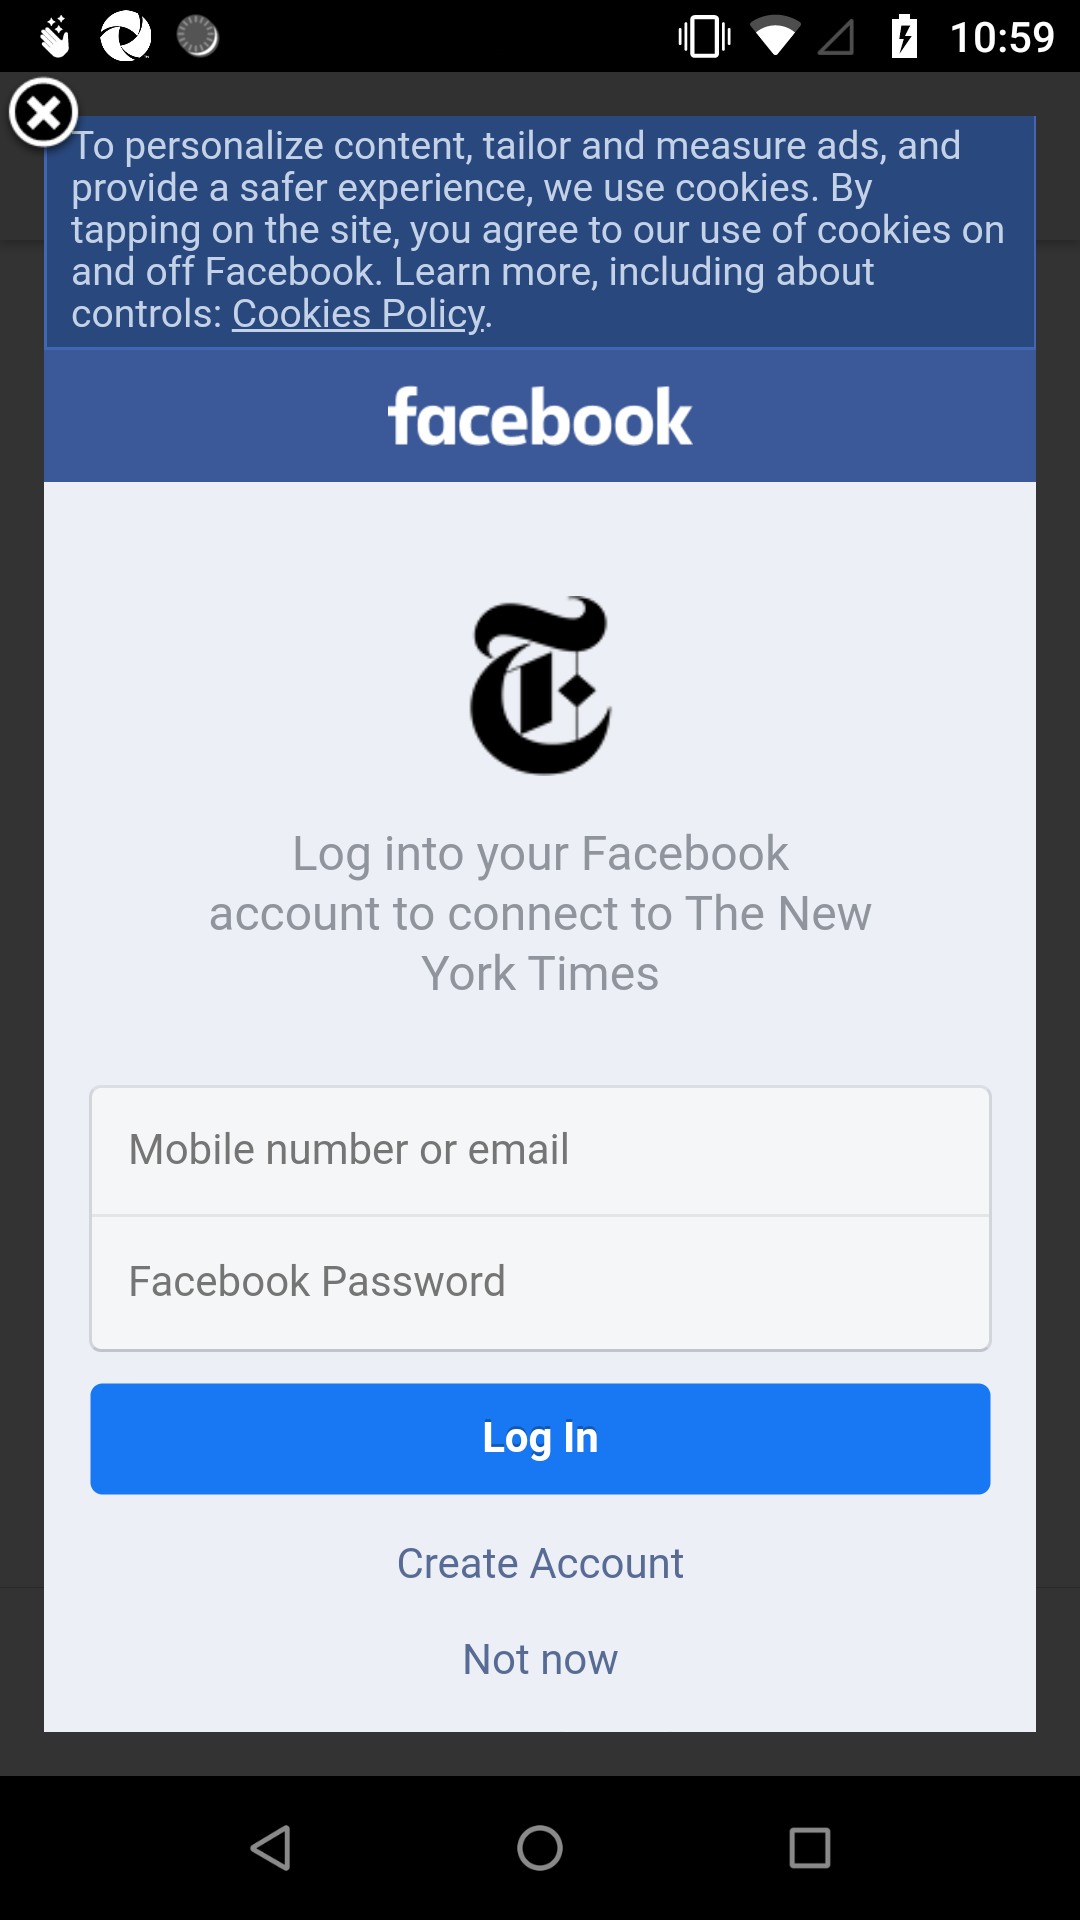 10:59
To personalize content, tailor and measure ads, and
provide a safer experience, we use cookies. By
tapping on the site, you agree to our use of cookies on
and off Facebook. Learn more, including about
controls: Cookies Policy.
facebook
Log into your Facebook
account to connect to The New
York Times
Mobile number or email
Facebook Password
Log In
Create Account
Not now